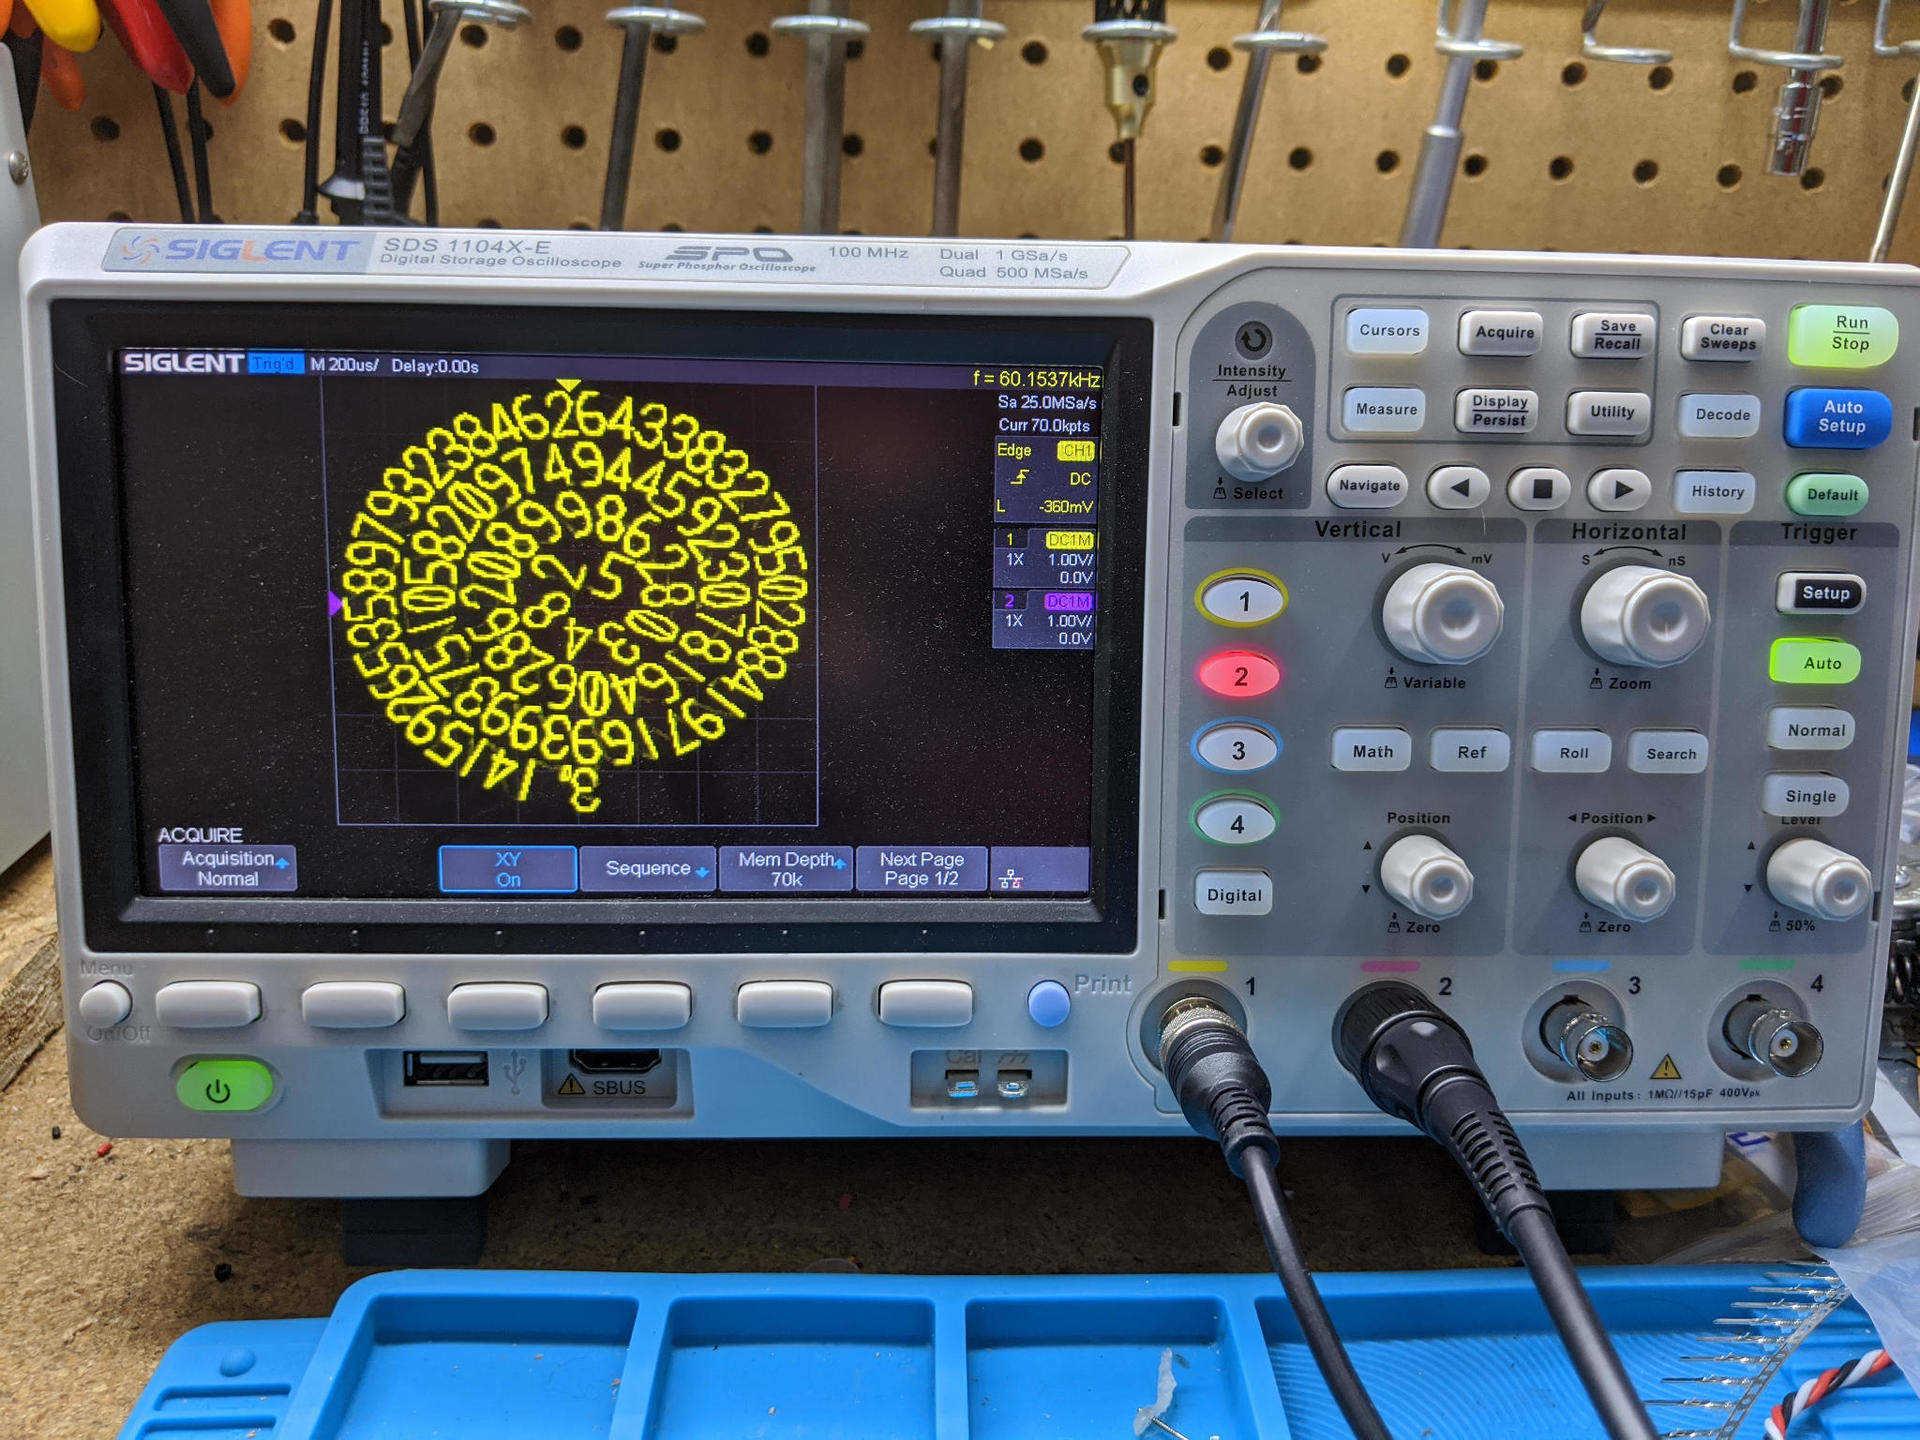 SIGLENT
SDS 1104X-E
Digital Storage Oscilloscope
SPO
Super Phosphor Oscilloscope
100 MHz
Dual 1 GSa/s
Quad 500 MSa/s
SIGLENT Trig'd M 200us/ Delay:0.00s
f = 60.1537kHz
Sa 25.0MSa/s
Curr 70.0kpts
Edge CH1
DC
L -360mV
1 DC1M
1X 1.00V/
0.0V
2 DC1M
1X 1.00V/
0.0V
3.141592653589793238462643383279502884197169399375105820974944592307816406286208998628034825
ACQUIRE
Acquisition
Normal
XY
On
Sequence
Mem Depth
70k
Next Page
Page 1/2
Menu
On/Off
Print
SBUS
Cal
Intensity
Adjust
Select
Cursors
Acquire
Save
Recall
Clear
Sweeps
Run
Stop
Measure
Display
Persist
Utility
Decode
Auto
Setup
Navigate
History
Default
Vertical
V mV
Variable
Horizontal
S nS
Zoom
Trigger
Setup
Auto
Normal
Single
Level
50%
1
2
3
4
Digital
Math
Ref
Roll
Search
Position
Zero
Position
Zero
1
2
3
4
All inputs: 1MΩ//15pF 400Vpk